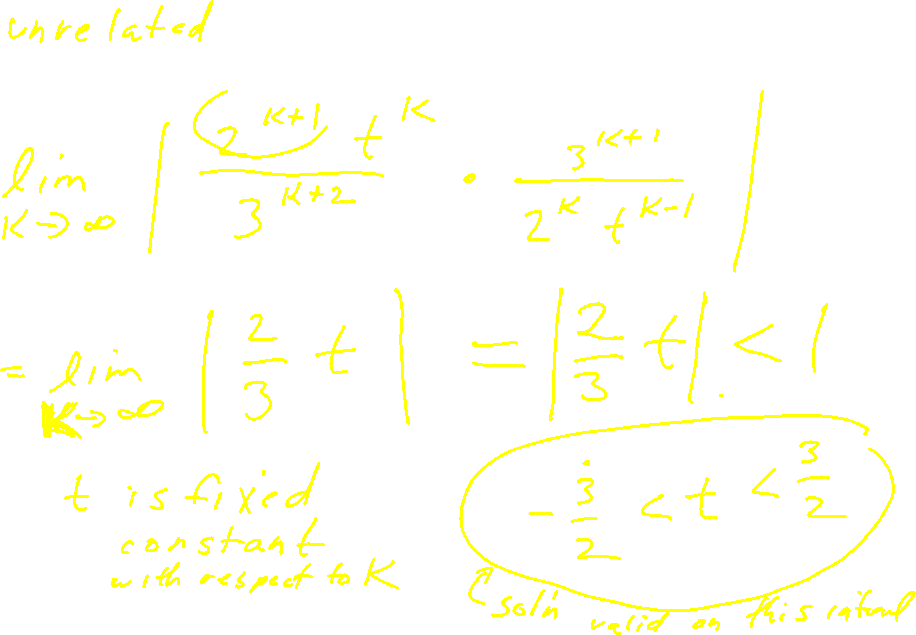 unrelated
lim K→∞ | 2^{K+1} t^K / 3^{K+2} · 3^{K+1} / 2^K t^{K-1} |
= lim K→∞ | 2/3 t | = | 2/3 t | < 1
t is fixed
constant
with respect to K
- 3/2 < t < 3/2
sol'n valid on this interval